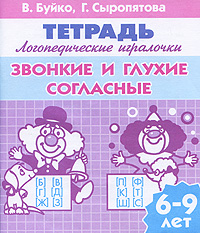 В. Буйко, Г. Сыропятова
ТЕТРАДЬ
Логопедические игралочки
ЗВОНКИЕ И ГЛУХИЕ
СОГЛАСНЫЕ
[Б] [В]
[Г] [Д]
[Ж] [З]
[П] [Ф]
[К] [Т]
[Ш] [С]
6-9
лет